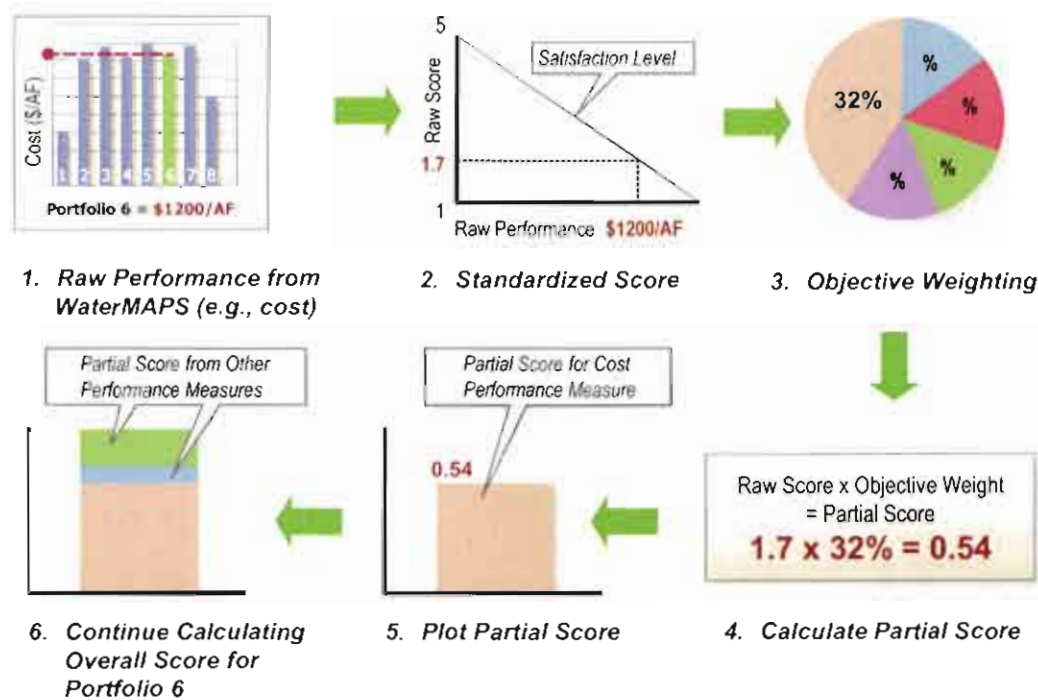 Cost ($/AF)
1 2 3 4 5 6 7 8
Portfolio 6 = $1200/AF
1. Raw Performance from
WaterMAPS (e.g., cost)
5
Raw Score
Satisfaction Level
1.7
1
Raw Performance $1200/AF
2. Standardized Score
32%
%
%
%
%
3. Objective Weighting
Raw Score x Objective Weight
= Partial Score
1.7 x 32% = 0.54
4. Calculate Partial Score
Partial Score for Cost
Performance Measure
0.54
5. Plot Partial Score
Partial Score from Other
Performance Measures
6. Continue Calculating
Overall Score for
Portfolio 6